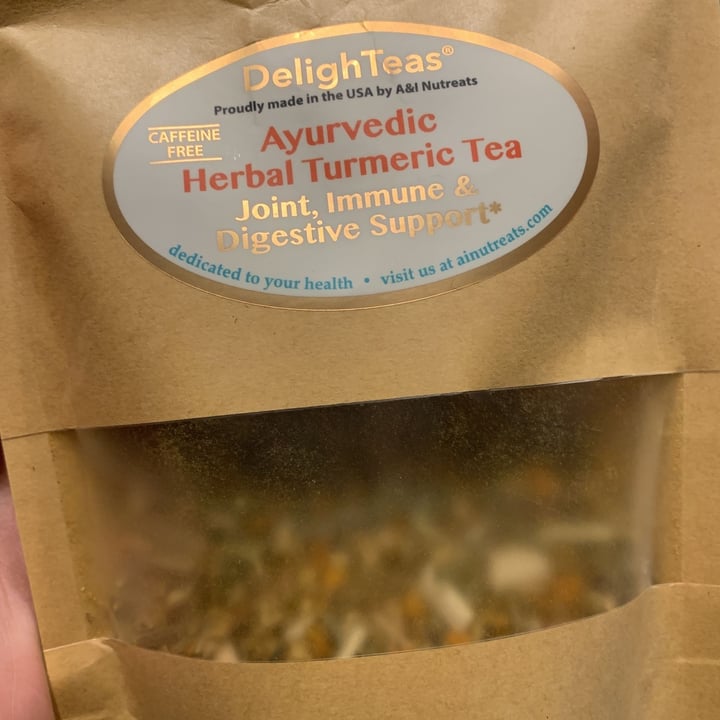 DelighTeas®
Proudly made in the USA by A&I Nutreats
CAFFEINE
FREE
Ayurvedic
Herbal Turmeric Tea
Joint, Immune &
Digestive Support*
dedicated to your health • visit us at ainutreats.com